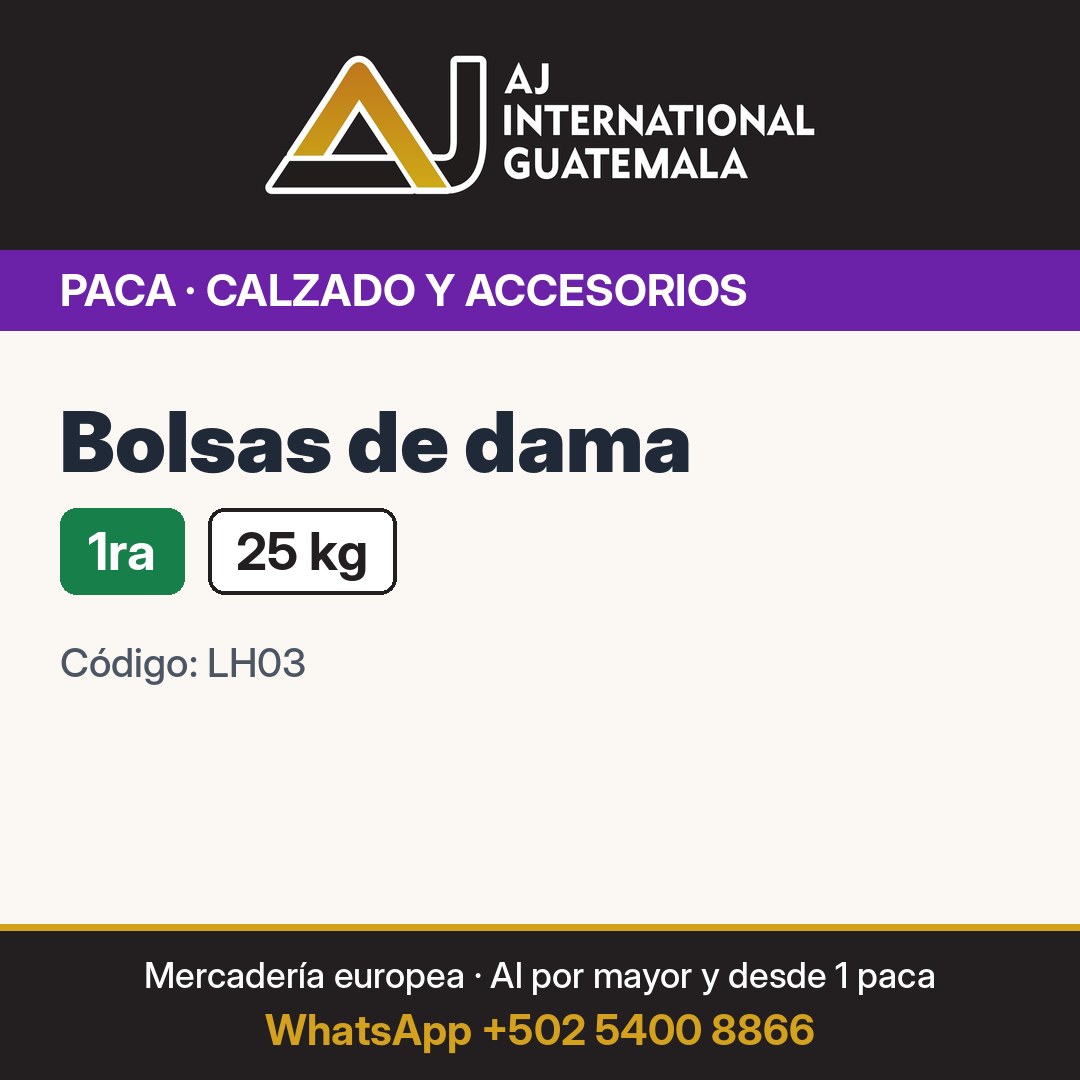 AJ
AJ
INTERNATIONAL
GUATEMALA
PACA · CALZADO Y ACCESORIOS
Bolsas de dama
1ra
25 kg
Código: LH03
Mercadería europea · Al por mayor y desde 1 paca
WhatsApp +502 5400 8866